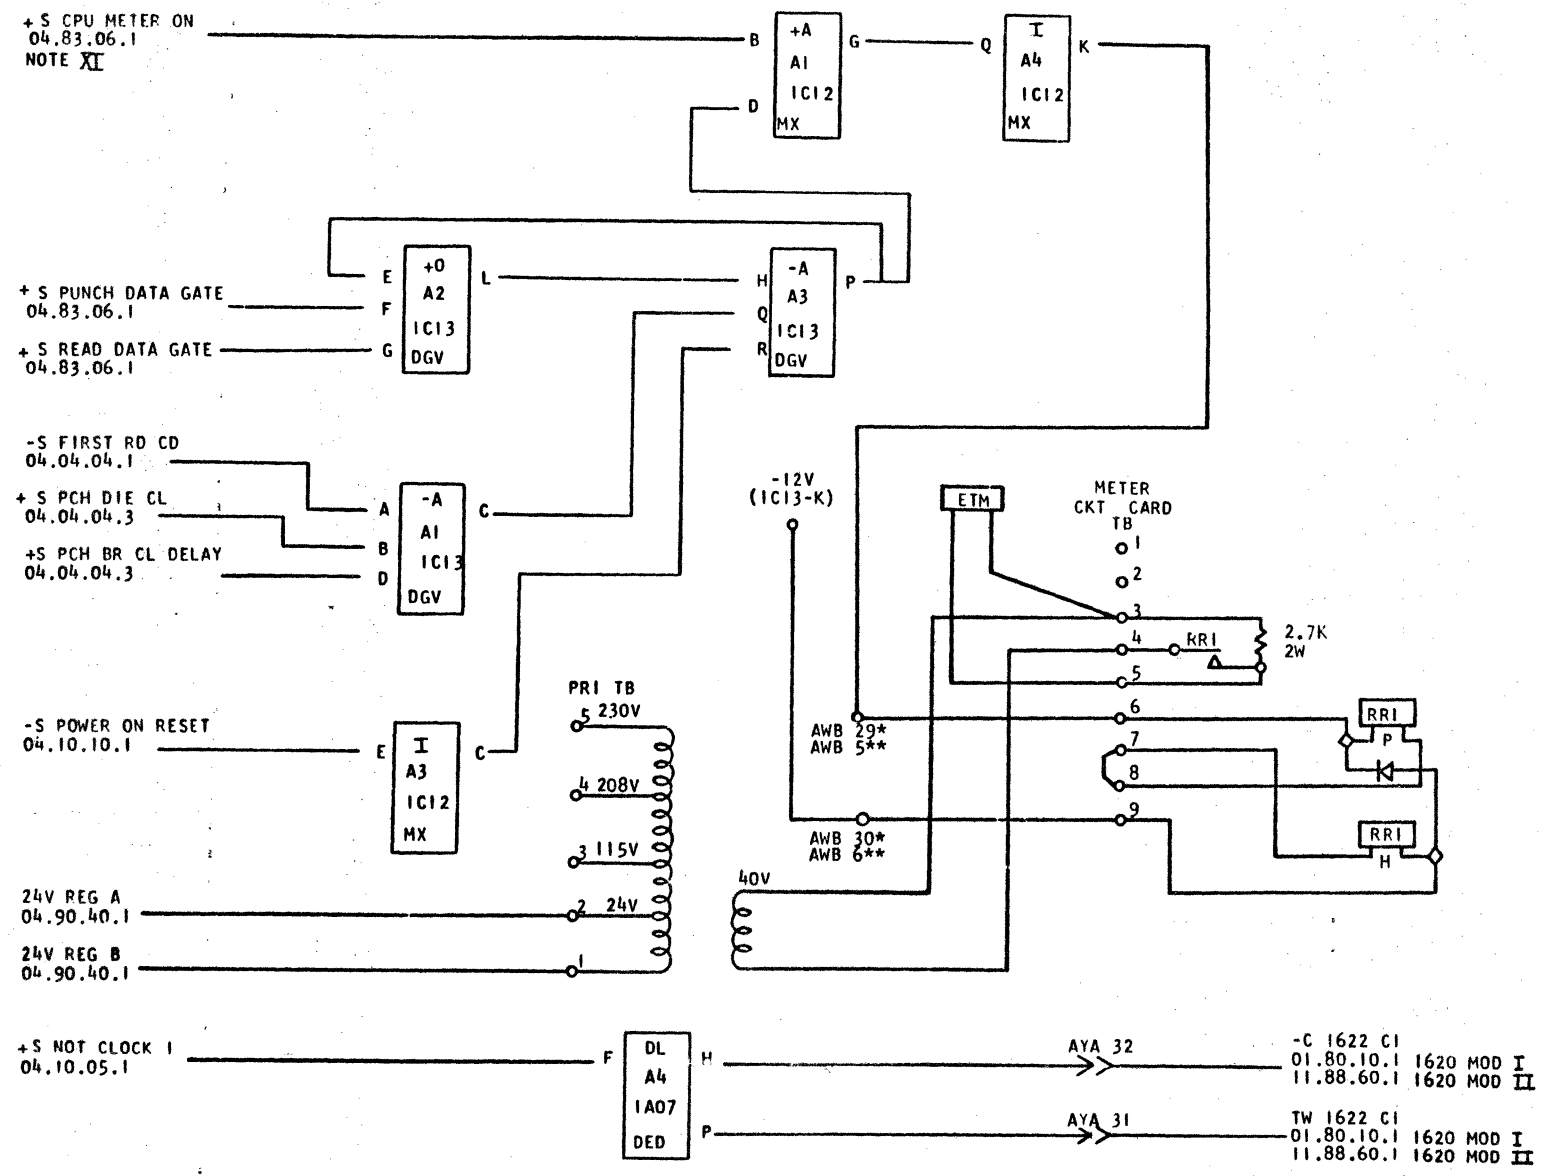 + S CPU METER ON
04.83.06.1
NOTE XI
B
D
+A
A1
1C12
MX
G
Q
I
A4
1C12
MX
K
+ S PUNCH DATA GATE
04.83.06.1
+ S READ DATA GATE
04.83.06.1
E
F
G
+O
A2
1C13
DGV
L
H
Q
R
-A
A3
1C13
DGV
P
-S FIRST RD CD
04.04.04.1
+ S PCH DIE CL
04.04.04.3
+S PCH BR CL DELAY
04.04.04.3
A
B
D
-A
A1
1C13
DGV
C
-12V
(1C13-K)
ETM
METER
CKT CARD
TB
1
2
3
4
5
6
7
8
9
RR1
2.7K
2W
RR1
P
RR1
H
AWB 29*
AWB 5**
AWB 30*
AWB 6**
-S POWER ON RESET
04.10.10.1
E
I
A3
1C12
MX
C
PRI TB
5 230V
4 208V
3 115V
2 24V
1
40V
24V REG A
04.90.40.1
24V REG B
04.90.40.1
+S NOT CLOCK 1
04.10.05.1
F
DL
A4
1A07
DED
H
P
AYA 32
-C 1622 C1
01.80.10.1 1620 MOD I
11.88.60.1 1620 MOD II
AYA 31
TW 1622 C1
01.80.10.1 1620 MOD I
11.88.60.1 1620 MOD II